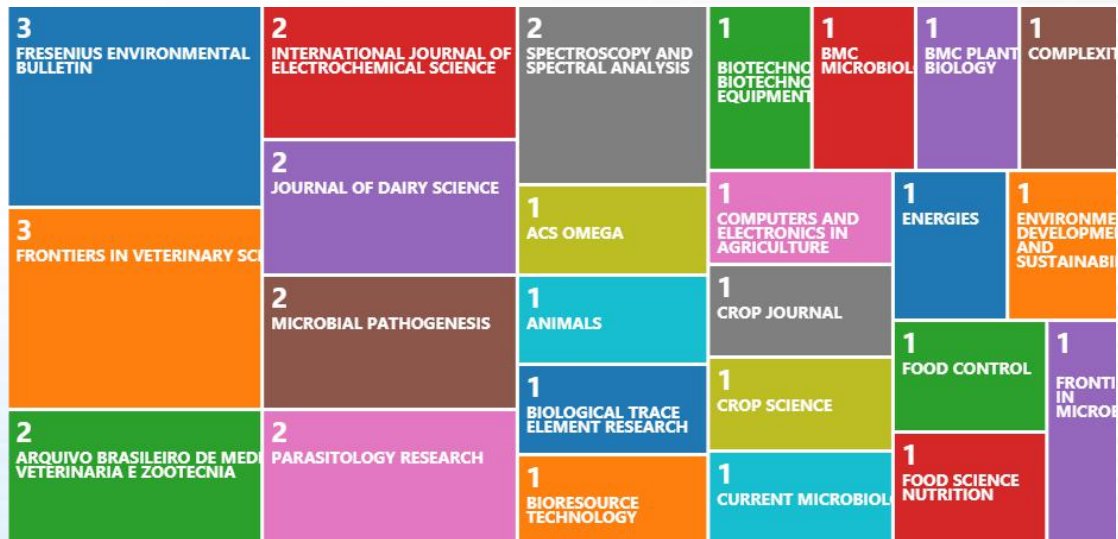 3
FRESENIUS ENVIRONMENTAL
BULLETIN
3
FRONTIERS IN VETERINARY SCI
2
ARQUIVO BRASILEIRO DE MEDI
VETERINARIA E ZOOTECNIA
2
INTERNATIONAL JOURNAL OF
ELECTROCHEMICAL SCIENCE
2
JOURNAL OF DAIRY SCIENCE
2
MICROBIAL PATHOGENESIS
2
PARASITOLOGY RESEARCH
2
SPECTROSCOPY AND
SPECTRAL ANALYSIS
1
ACS OMEGA
1
ANIMALS
1
BIOLOGICAL TRACE
ELEMENT RESEARCH
1
BIORESOURCE
TECHNOLOGY
1
BIOTECHNO
BIOTECHNO
EQUIPMENT
1
BMC
MICROBIOL
1
BMC PLANT
BIOLOGY
1
COMPLEXIT
1
COMPUTERS AND
ELECTRONICS IN
AGRICULTURE
1
CROP JOURNAL
1
CROP SCIENCE
1
CURRENT MICROBIOL
1
ENERGIES
1
ENVIRONME
DEVELOPME
AND
SUSTAINABI
1
FOOD CONTROL
1
FOOD SCIENCE
NUTRITION
1
FRONTI
IN
MICROB